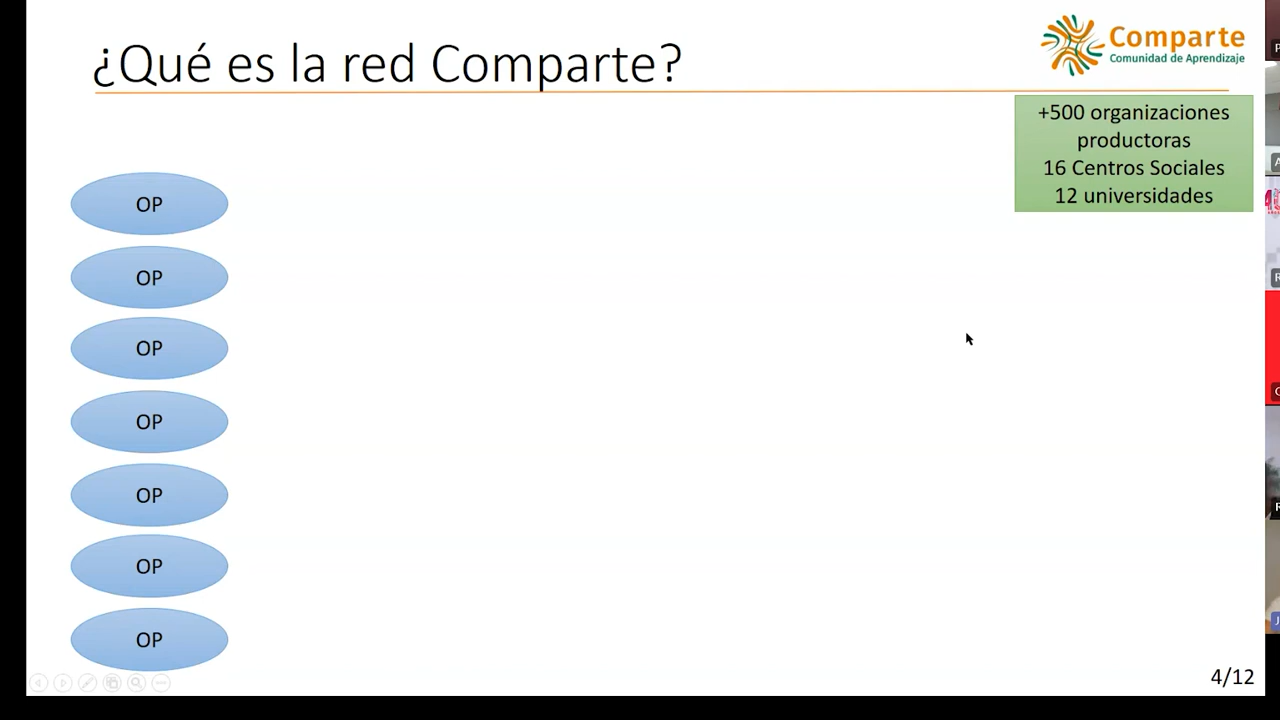 ¿Qué es la red Comparte?
Comparte
Comunidad de Aprendizaje
+500 organizaciones
productoras
16 Centros Sociales
12 universidades
OP
OP
OP
OP
OP
OP
OP
4/12